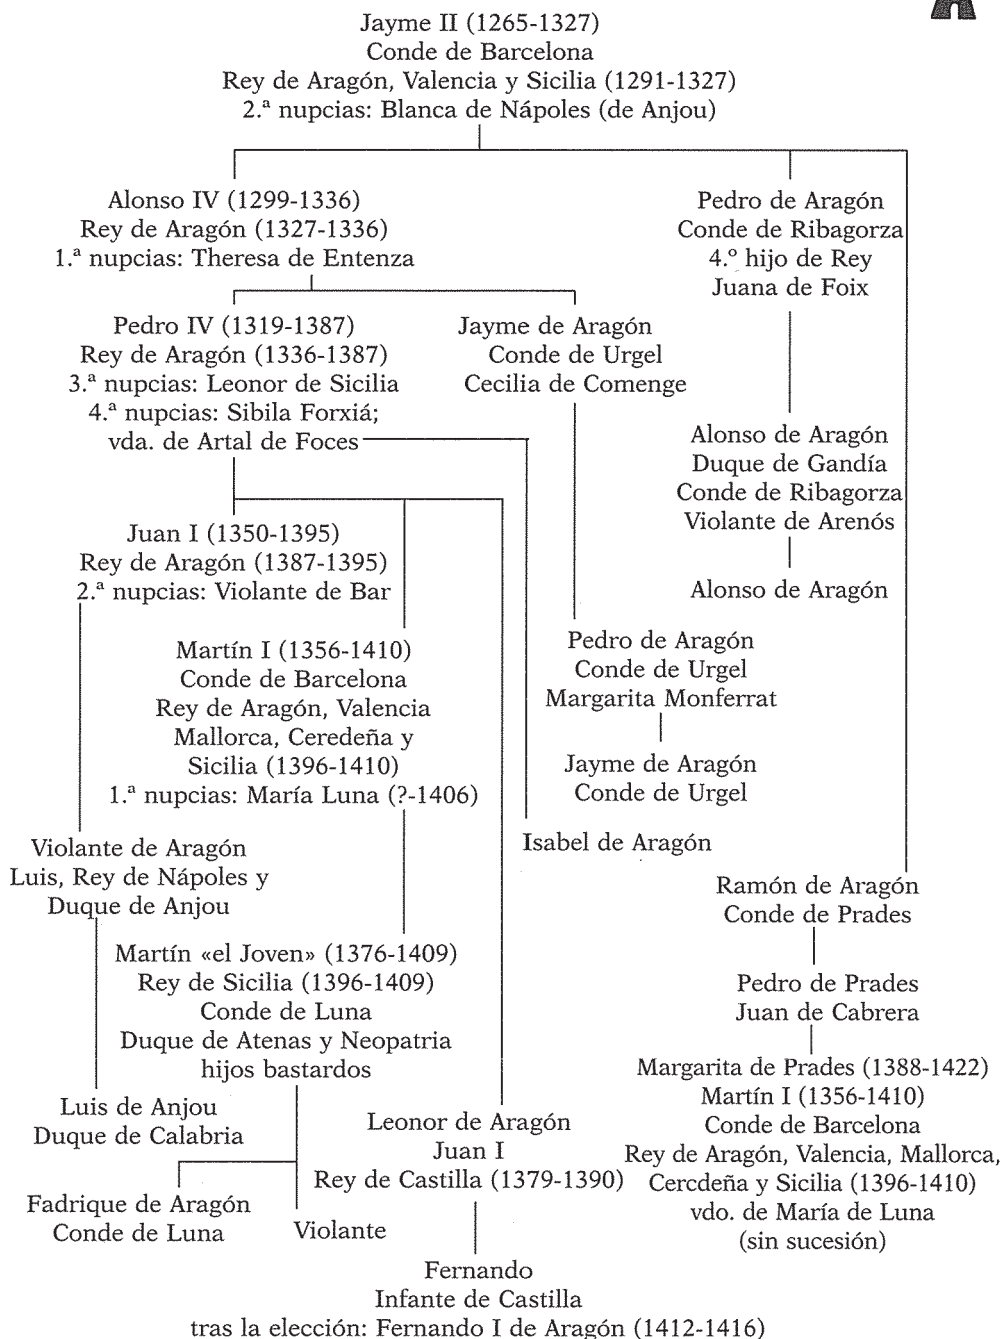 Jayme II (1265-1327)
Conde de Barcelona
Rey de Aragón, Valencia y Sicilia (1291-1327)
2.ª nupcias: Blanca de Nápoles (de Anjou)
Alonso IV (1299-1336)
Rey de Aragón (1327-1336)
1.ª nupcias: Theresa de Entenza
Pedro de Aragón
Conde de Ribagorza
4.º hijo de Rey
Juana de Foix
Pedro IV (1319-1387)
Rey de Aragón (1336-1387)
3.ª nupcias: Leonor de Sicilia
4.ª nupcias: Sibila Forxiá;
vda. de Artal de Foces
Jayme de Aragón
Conde de Urgel
Cecilia de Comenge
Alonso de Aragón
Duque de Gandía
Conde de Ribagorza
Violante de Arenós
Alonso de Aragón
Juan I (1350-1395)
Rey de Aragón (1387-1395)
2.ª nupcias: Violante de Bar
Martín I (1356-1410)
Conde de Barcelona
Rey de Aragón, Valencia
Mallorca, Ceredeña y
Sicilia (1396-1410)
1.ª nupcias: María Luna (?-1406)
Pedro de Aragón
Conde de Urgel
Margarita Monferrat
Jayme de Aragón
Conde de Urgel
Isabel de Aragón
Violante de Aragón
Luis, Rey de Nápoles y
Duque de Anjou
Ramón de Aragón
Conde de Prades
Martín «el Joven» (1376-1409)
Rey de Sicilia (1396-1409)
Conde de Luna
Duque de Atenas y Neopatria
hijos bastardos
Pedro de Prades
Juan de Cabrera
Margarita de Prades (1388-1422)
Martín I (1356-1410)
Conde de Barcelona
Rey de Aragón, Valencia, Mallorca,
Cercdeña y Sicilia (1396-1410)
vdo. de María de Luna
(sin sucesión)
Luis de Anjou
Duque de Calabria
Leonor de Aragón
Juan I
Rey de Castilla (1379-1390)
Fadrique de Aragón
Conde de Luna
Violante
Fernando
Infante de Castilla
tras la elección: Fernando I de Aragón (1412-1416)